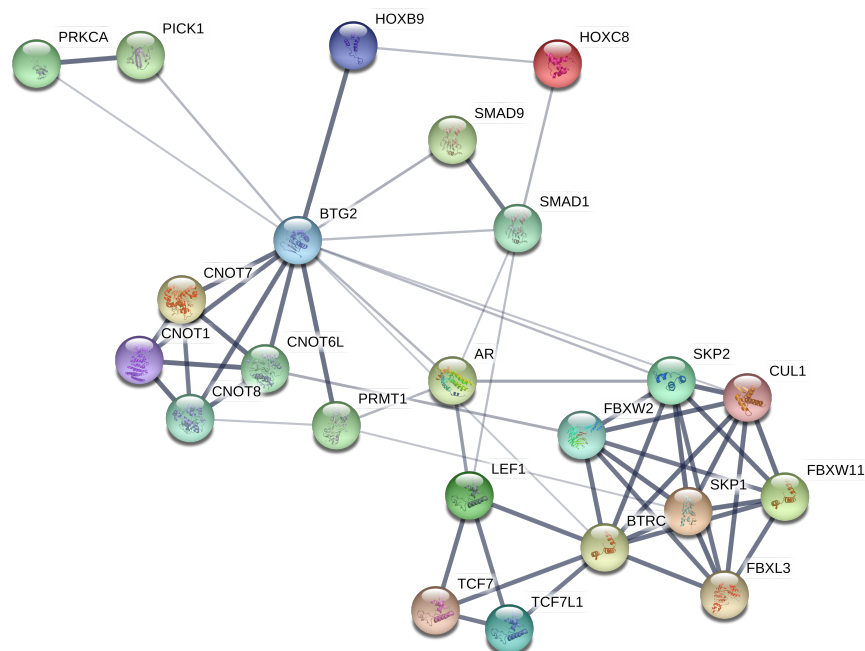 HOXB9
PICK1
PRKCA
HOXC8
SMAD9
SMAD1
BTG2
CNOT7
CNOT1
CNOT6L
AR
SKP2
CUL1
CNOT8
PRMT1
FBXW2
LEF1
FBXW11
SKP1
BTRC
FBXL3
TCF7
TCF7L1